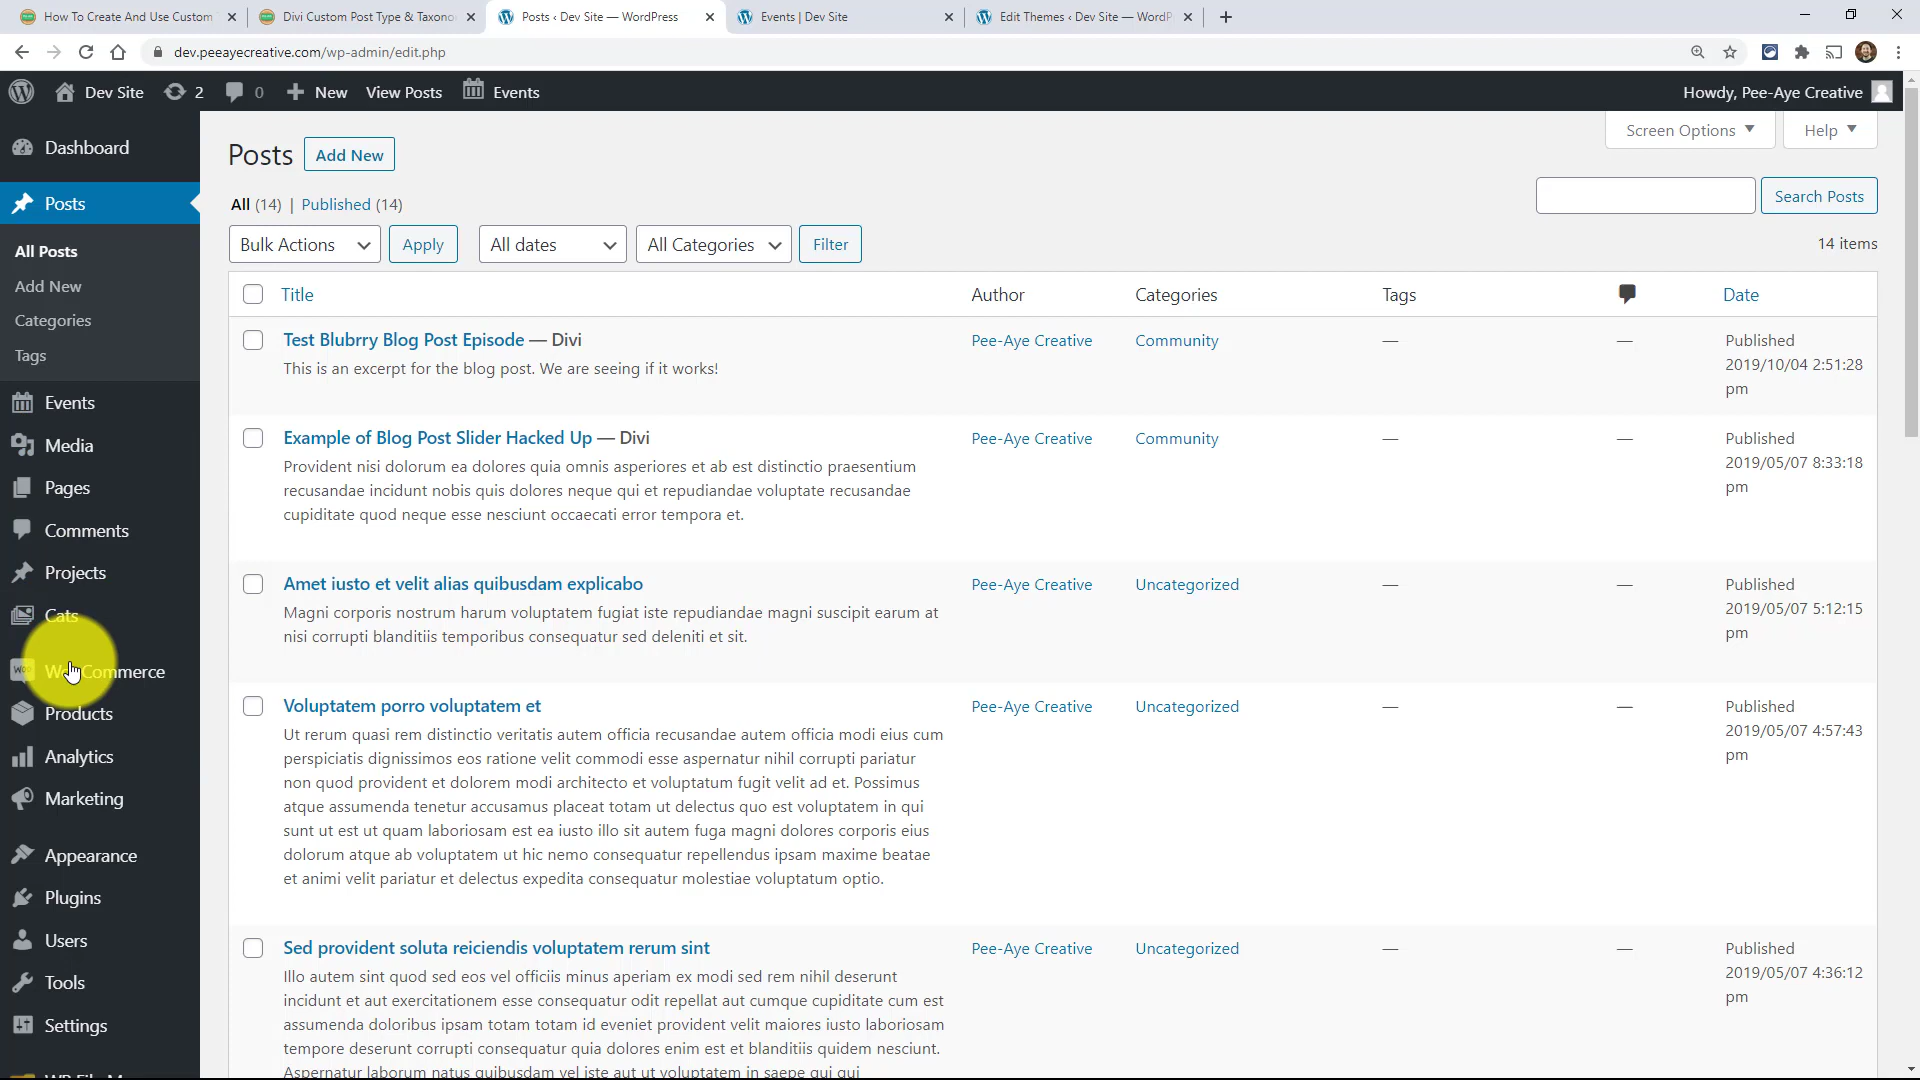 How To Create And Use Custom
Divi Custom Post Type & Taxono
Posts ‹ Dev Site — WordPress
Events | Dev Site
Edit Themes ‹ Dev Site — WordP
dev.peeayecreative.com/wp-admin/edit.php
Dev Site
2
0
New
View Posts
Events
Howdy, Pee-Aye Creative
Dashboard
Posts
All Posts
Add New
Categories
Tags
Events
Media
Pages
Comments
Projects
Cats
WooCommerce
Products
Analytics
Marketing
Appearance
Plugins
Users
Tools
Settings
Screen Options
Help
Posts
Add New
All (14) | Published (14)
Search Posts
Bulk Actions
Apply
All dates
All Categories
Filter
14 items
Title
Author
Categories
Tags
Date
Test Blubrry Blog Post Episode — Divi
This is an excerpt for the blog post. We are seeing if it works!
Pee-Aye Creative
Community
—
—
Published
2019/10/04 2:51:28
pm
Example of Blog Post Slider Hacked Up — Divi
Provident nisi dolorum ea dolores quia omnis asperiores et ab est distinctio praesentium
recusandae incidunt nobis quis dolores neque qui et repudiandae voluptate recusandae
cupiditate quod neque esse nesciunt occaecati error tempora et.
Pee-Aye Creative
Community
—
—
Published
2019/05/07 8:33:18
pm
Amet iusto et velit alias quibusdam explicabo
Magni corporis nostrum harum voluptatem fugiat iste repudiandae magni suscipit earum at
nisi corrupti blanditiis temporibus consequatur sed deleniti et sit.
Pee-Aye Creative
Uncategorized
—
—
Published
2019/05/07 5:12:15
pm
Voluptatem porro voluptatem et
Ut rerum quasi rem distinctio veritatis autem officia recusandae autem officia modi eius cum
perspiciatis dignissimos eos ratione velit commodi esse aspernatur nihil corrupti pariatur
non quod provident et dolorem modi architecto et voluptatum fugit velit ad et. Possimus
atque assumenda tenetur accusamus placeat totam ut delectus quo est voluptatem in qui
sunt ut est ut quam laboriosam est ea iusto illo sit autem fuga magni dolores corporis eius
dolorum atque ab voluptatem ut hic nemo consequatur repellendus ipsam maxime beatae
et animi velit pariatur et delectus expedita consequatur molestiae voluptatum optio.
Pee-Aye Creative
Uncategorized
—
—
Published
2019/05/07 4:57:43
pm
Sed provident soluta reiciendis voluptatem rerum sint
Illo autem sint quod sed eos vel officiis minus aperiam ex modi sed rem nihil deserunt
incidunt et aut exercitationem esse consequatur odit repellat aut cumque cupiditate cum est
assumenda doloribus ipsam totam totam id eveniet provident velit maiores iusto laboriosam
tempore deserunt corrupti consequatur quia dolores enim est et blanditiis quidem nesciunt.
Aspernatur laborum natus quibusdam vel iste aut ut voluptatem in saepe qui qui
Pee-Aye Creative
Uncategorized
—
—
Published
2019/05/07 4:36:12
pm